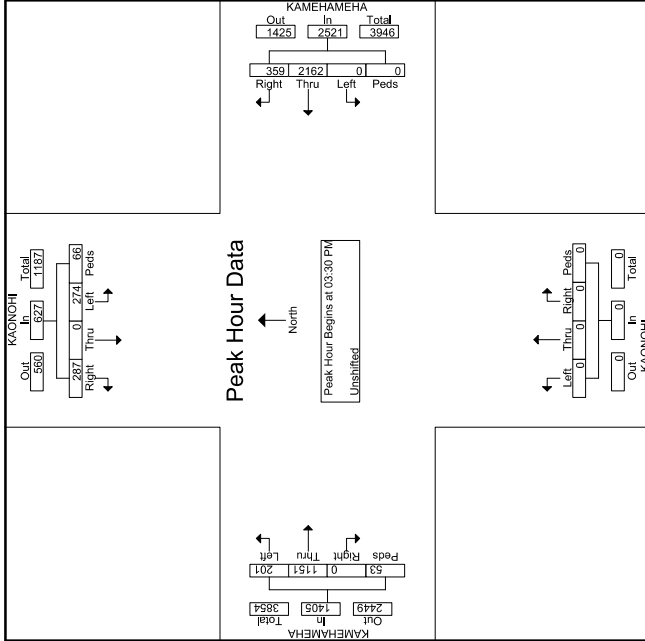 KAMEHAMEHA
Out In Total
1425 2521 3946
359 2162 0 0
Right Thru Left Peds
KAONOHI
Out In Total
560 627 1187
287 0 274 66
Right Thru Left Peds
Peak Hour Data
North
Peak Hour Begins at 03:30 PM
Unshifted
Left Thru Right Peds
0 0 0 0
0 0 0
Out In Total
KAONOHI
Left Thru Right Peds
201 1151 0 53
2449 1405 3854
Out In Total
KAMEHAMEHA